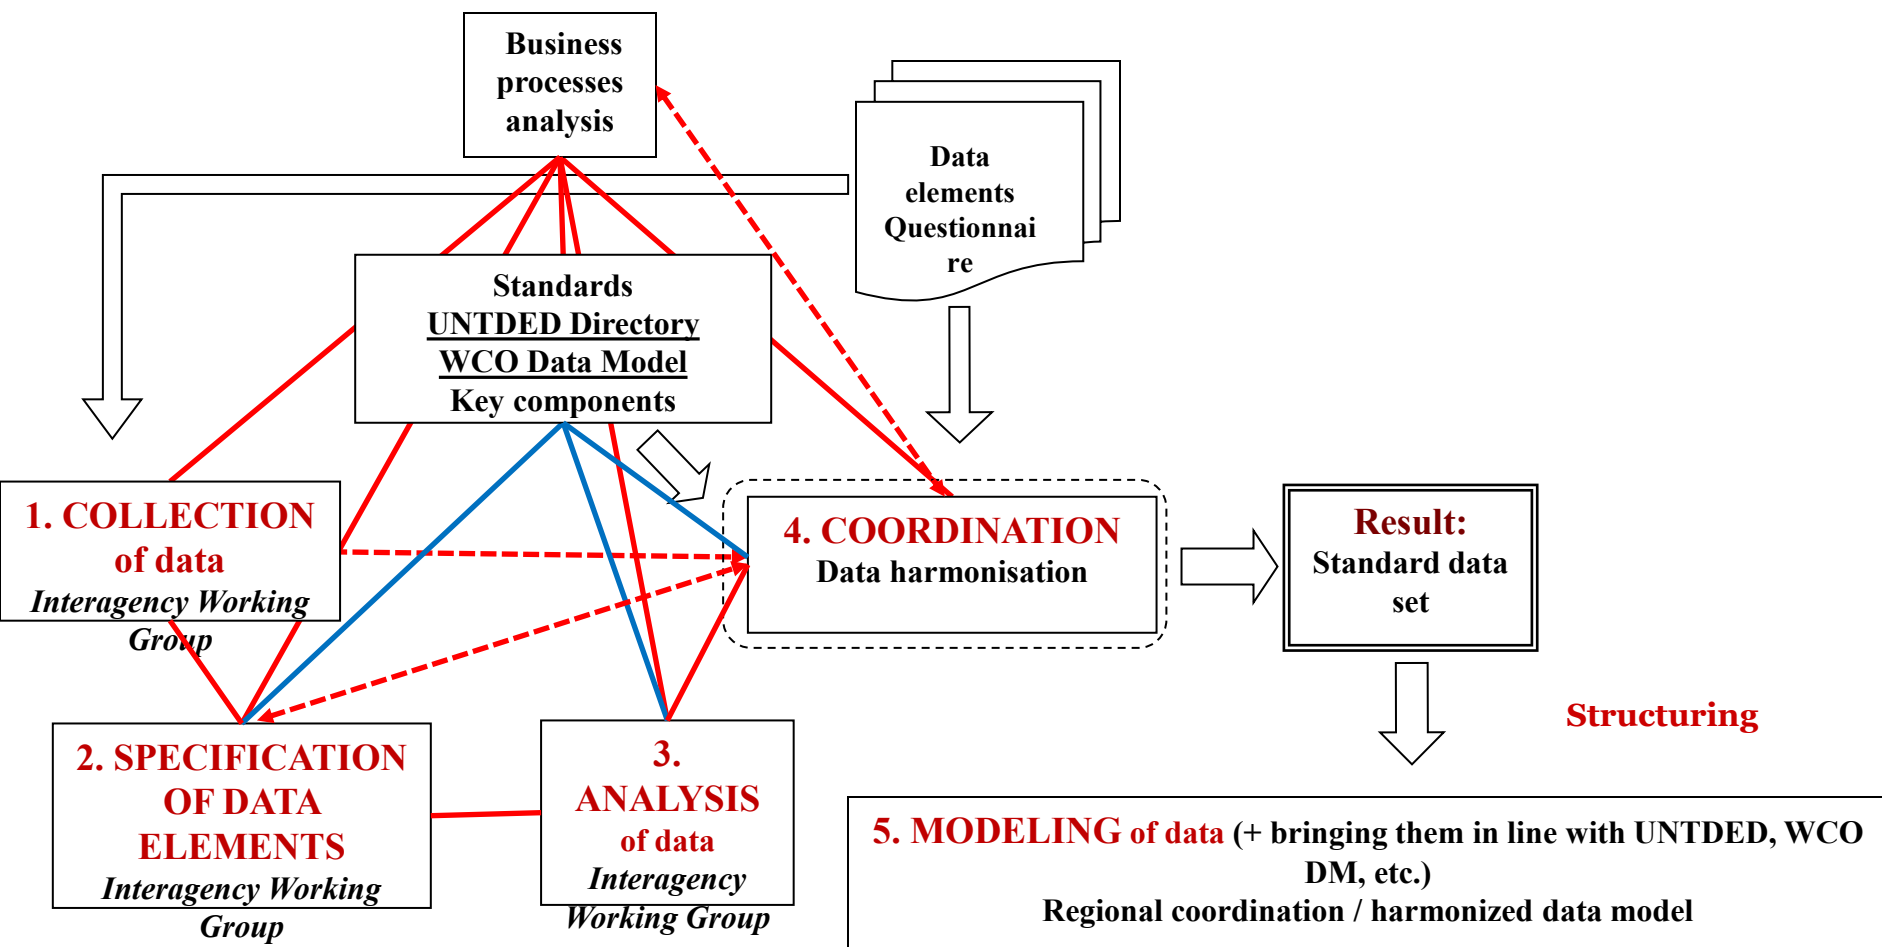 Business
processes
analysis
Data
elements
Questionnai
re
Standards
UNTDED Directory
WCO Data Model
Key components
1. COLLECTION
of data
Interagency Working
Group
4. COORDINATION
Data harmonisation
Result:
Standard data
set
2. SPECIFICATION
OF DATA
ELEMENTS
Interagency Working
Group
3.
ANALYSIS
of data
Interagency
Working Group
Structuring
5. MODELING of data (+ bringing them in line with UNTDED, WCO
DM, etc.)
Regional coordination / harmonized data model